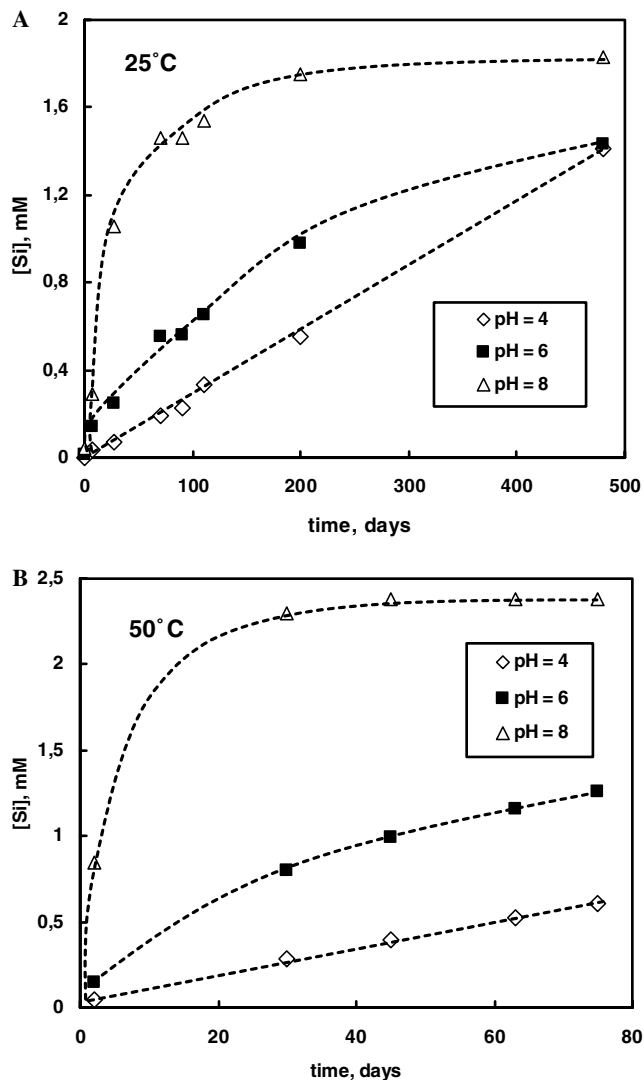 A
25°C
2
1,6
1,2
0,8
0,4
0
[Si], mM
pH = 4
pH = 6
pH = 8
0 100 200 300 400 500
time, days
B
50°C
2,5
2
1,5
1
0,5
0
[Si], mM
pH = 4
pH = 6
pH = 8
0 20 40 60 80
time, days